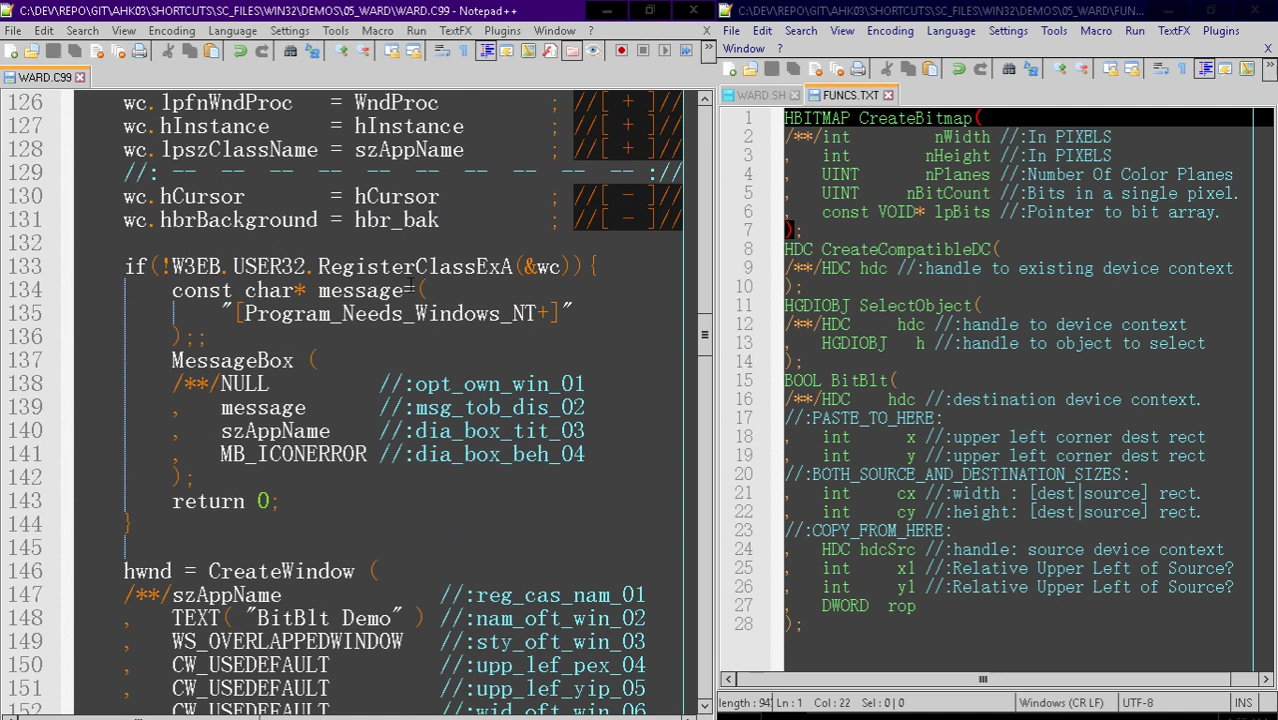 C:\DEV\REPO\GIT\AHK03\SHORTCUTS\SC_FILES\WIN32\DEMOS\05_WARD\WARD.C99 - Notepad++
File Edit Search View Encoding Language Settings Tools Macro Run TextFX Plugins Window ? X
WARD.C99
126 wc.lpfnWndProc = WndProc ; //[ + ]//
127 wc.hInstance = hInstance ; //[ + ]//
128 wc.lpszClassName = szAppName ; //[ + ]//
129 //: -- -- -- -- -- -- -- -- -- -- ://
130 wc.hCursor = hCursor ; //[ - ]//
131 wc.hbrBackground = hbr_bak ; //[ - ]//
132
133 if(!W3EB.USER32.RegisterClassExA(&wc)){
134 const char* message=(
135 "[Program_Needs_Windows_NT+]"
136 );;
137 MessageBox (
138 /**/NULL //:opt_own_win_01
139 , message //:msg_tob_dis_02
140 , szAppName //:dia_box_tit_03
141 , MB_ICONERROR //:dia_box_beh_04
142 );
143 return 0;
144 }
145
146 hwnd = CreateWindow (
147 /**/szAppName //:reg_cas_nam_01
148 , TEXT( "BitBlt Demo" ) //:nam_oft_win_02
149 , WS_OVERLAPPEDWINDOW //:sty_oft_win_03
150 , CW_USEDEFAULT //:upp_lef_pex_04
151 , CW_USEDEFAULT //:upp_lef_yip_05
152 , CW_USEDEFAULT //:wid_oft_win_06
C:\DEV\REPO\GIT\AHK03\SHORTCUTS\SC_FILES\WIN32\DEMOS\05_WARD\FUN...
File Edit Search View Encoding Language Settings Tools Macro Run TextFX Plugins
Window ? X
WARD.SH FUNCS.TXT
1 HBITMAP CreateBitmap(
2 /**/int nWidth //:In PIXELS
3 , int nHeight //:In PIXELS
4 , UINT nPlanes //:Number Of Color Planes
5 , UINT nBitCount //:Bits in a single pixel.
6 , const VOID* lpBits //:Pointer to bit array.
7 );
8 HDC CreateCompatibleDC(
9 /**/HDC hdc //:handle to existing device context
10 );
11 HGDIOBJ SelectObject(
12 /**/HDC hdc //:handle to device context
13 , HGDIOBJ h //:handle to object to select
14 );
15 BOOL BitBlt(
16 /**/HDC hdc //:destination device context.
17 //:PASTE_TO_HERE:
18 , int x //:upper left corner dest rect
19 , int y //:upper left corner dest rect
20 //:BOTH_SOURCE_AND_DESTINATION_SIZES:
21 , int cx //:width : [dest|source] rect.
22 , int cy //:height: [dest|source] rect.
23 //:COPY_FROM_HERE:
24 , HDC hdcSrc //:handle: source device context
25 , int x1 //:Relative Upper Left of Source?
26 , int y1 //:Relative Upper Left of Source?
27 , DWORD rop
28 );
length : 94 Ln : 1 Col : 22 Sel : 0 | 0 Windows (CR LF) UTF-8 INS